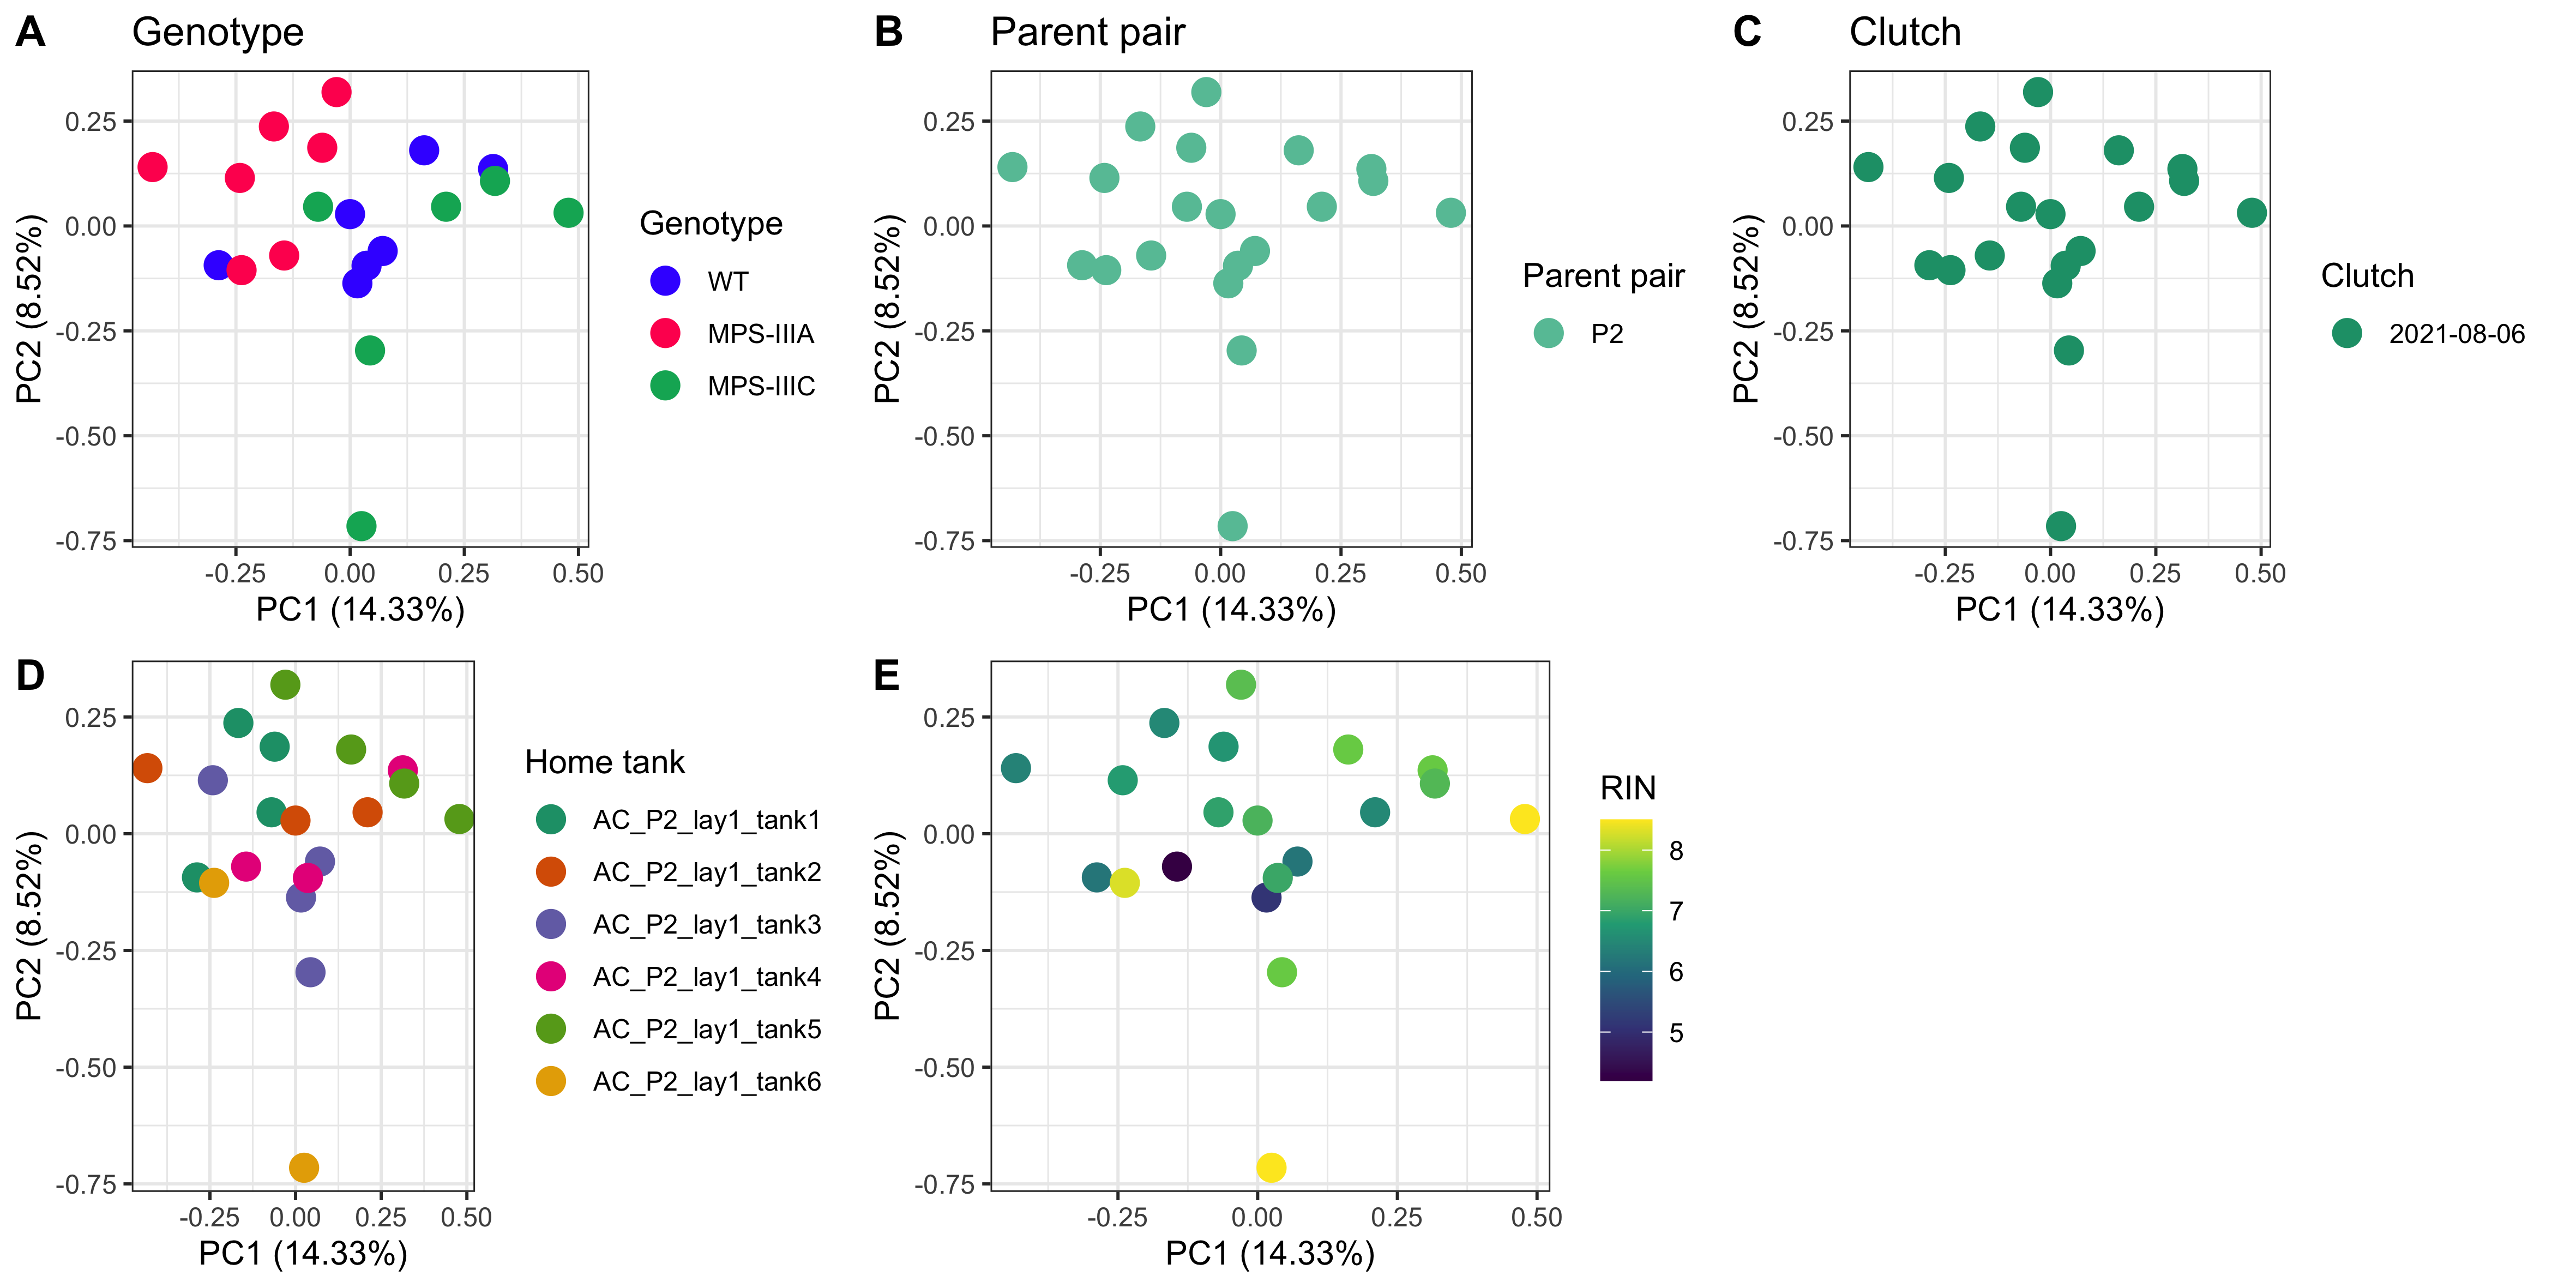 A Genotype
0.25
0.00
-0.25
-0.50
-0.75
PC2 (8.52%)
-0.25 0.00 0.25 0.50
PC1 (14.33%)
Genotype
WT
MPS-IIIA
MPS-IIIC
B Parent pair
0.25
0.00
-0.25
-0.50
-0.75
PC2 (8.52%)
-0.25 0.00 0.25 0.50
PC1 (14.33%)
Parent pair
P2
C Clutch
0.25
0.00
-0.25
-0.50
-0.75
PC2 (8.52%)
-0.25 0.00 0.25 0.50
PC1 (14.33%)
Clutch
2021-08-06
D
0.25
0.00
-0.25
-0.50
-0.75
PC2 (8.52%)
-0.25 0.00 0.25 0.50
PC1 (14.33%)
Home tank
AC_P2_lay1_tank1
AC_P2_lay1_tank2
AC_P2_lay1_tank3
AC_P2_lay1_tank4
AC_P2_lay1_tank5
AC_P2_lay1_tank6
E
0.25
0.00
-0.25
-0.50
-0.75
PC2 (8.52%)
-0.25 0.00 0.25 0.50
PC1 (14.33%)
RIN
8
7
6
5